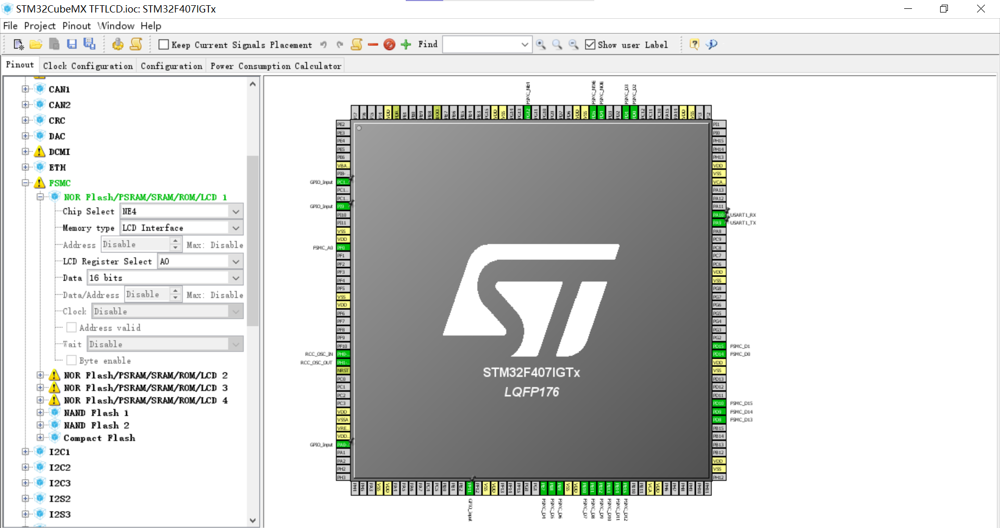 STM32CubeMX TFTLCD.ioc: STM32F407IGTx
File Project Pinout Window Help
Keep Current Signals Placement Find Show user Label
Pinout Clock Configuration Configuration Power Consumption Calculator
CAN1
CAN2
CRC
DAC
DCMI
ETH
FSMC
NOR Flash/PSRAM/SRAM/ROM/LCD 1
Chip Select NE4
Memory type LCD Interface
Address Disable Max: Disable
LCD Register Select A0
Data 16 bits
Data/Address Disable Max: Disable
Clock Disable
Address valid
Wait Disable
Byte enable
NOR Flash/PSRAM/SRAM/ROM/LCD 2
NOR Flash/PSRAM/SRAM/ROM/LCD 3
NOR Flash/PSRAM/SRAM/ROM/LCD 4
NAND Flash 1
NAND Flash 2
Compact Flash
I2C1
I2C2
I2C3
I2S2
I2S3
FSMC_NE4
FSMC_NWE
FSMC_NOE
FSMC_D3
FSMC_D2
PE2
PE3
PE4
PE5
PE6
VBA..
PI8-..
GPIO_Input PC1..
PC1..
PC1..
GPIO_Input PI9
PI10
PI11
VSS
VDD
FSMC_A0 PF0
PF1
PF2
PF3
PF4
PF5
VSS
VDD
PF6
PF7
PF8
PF9
PF10
RCC_OSC_IN PH0-..
RCC_OSC_OUT PH1-..
NRST
PC0
PC1
PC2
PC3
VDD
VSSA
VRE..
VDD..
GPIO_Input PA0-..
PA1
PA2
PH2
PH3
STM32F407IGTx
LQFP176
PI1
PI0
PH15
PH14
PH13
VDD
VSS
VCA..
PA13
PA12
PA11
PA10 USART1_RX
PA9 USART1_TX
PA8
PC9
PC8
PC7
PC6
VDD
VSS
PG8
PG7
PG6
PG5
PG4
PG3
PG2
PD15 FSMC_D1
PD14 FSMC_D0
VDD
VSS
PD13
PD12
PD11
PD10 FSMC_D15
PD9 FSMC_D14
PD8 FSMC_D13
PB15
PB14
PB13
PB12
VDD
VSS
PH12
GPIO_Input
FSMC_D5
FSMC_D6
FSMC_D7
FSMC_D8
FSMC_D9
FSMC_D10
FSMC_D11
FSMC_D12